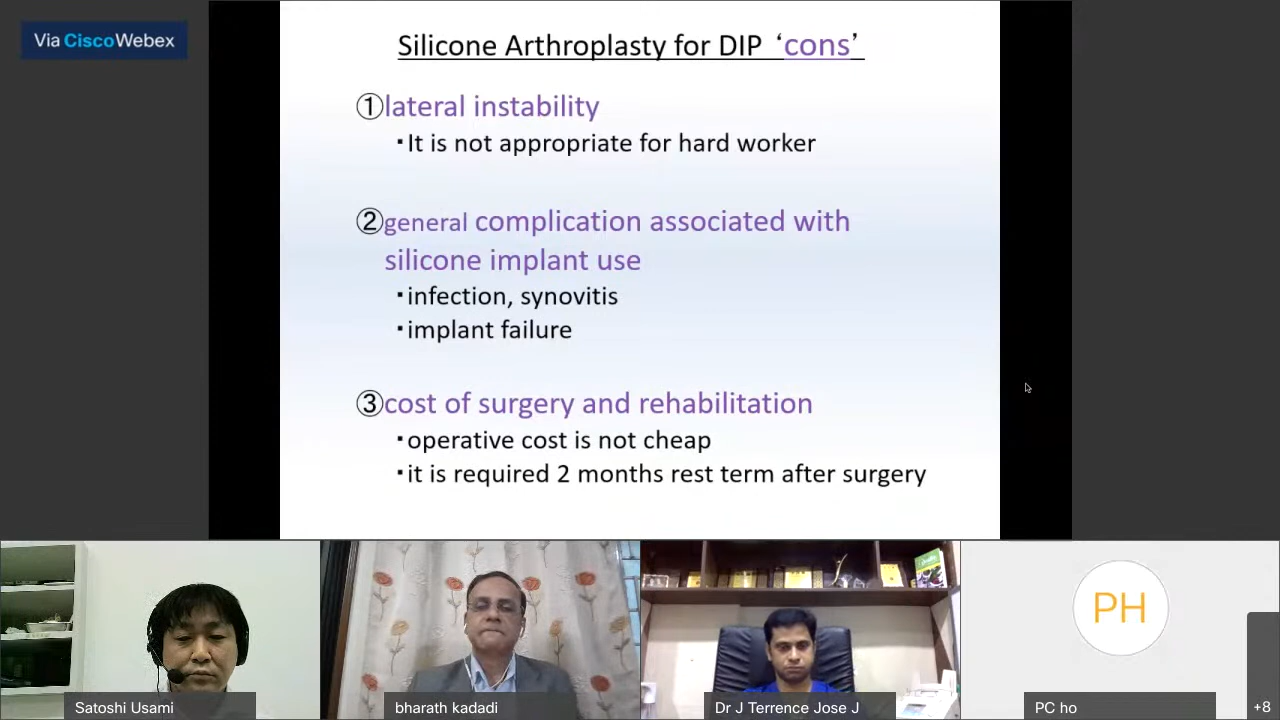 Via CiscoWebex
Silicone Arthroplasty for DIP ‘cons’
①lateral instability
･It is not appropriate for hard worker
②general complication associated with
silicone implant use
･infection, synovitis
･implant failure
③cost of surgery and rehabilitation
･operative cost is not cheap
･it is required 2 months rest term after surgery
PH
Satoshi Usami
bharath kadadi
Dr J Terrence Jose J
PC ho
+8